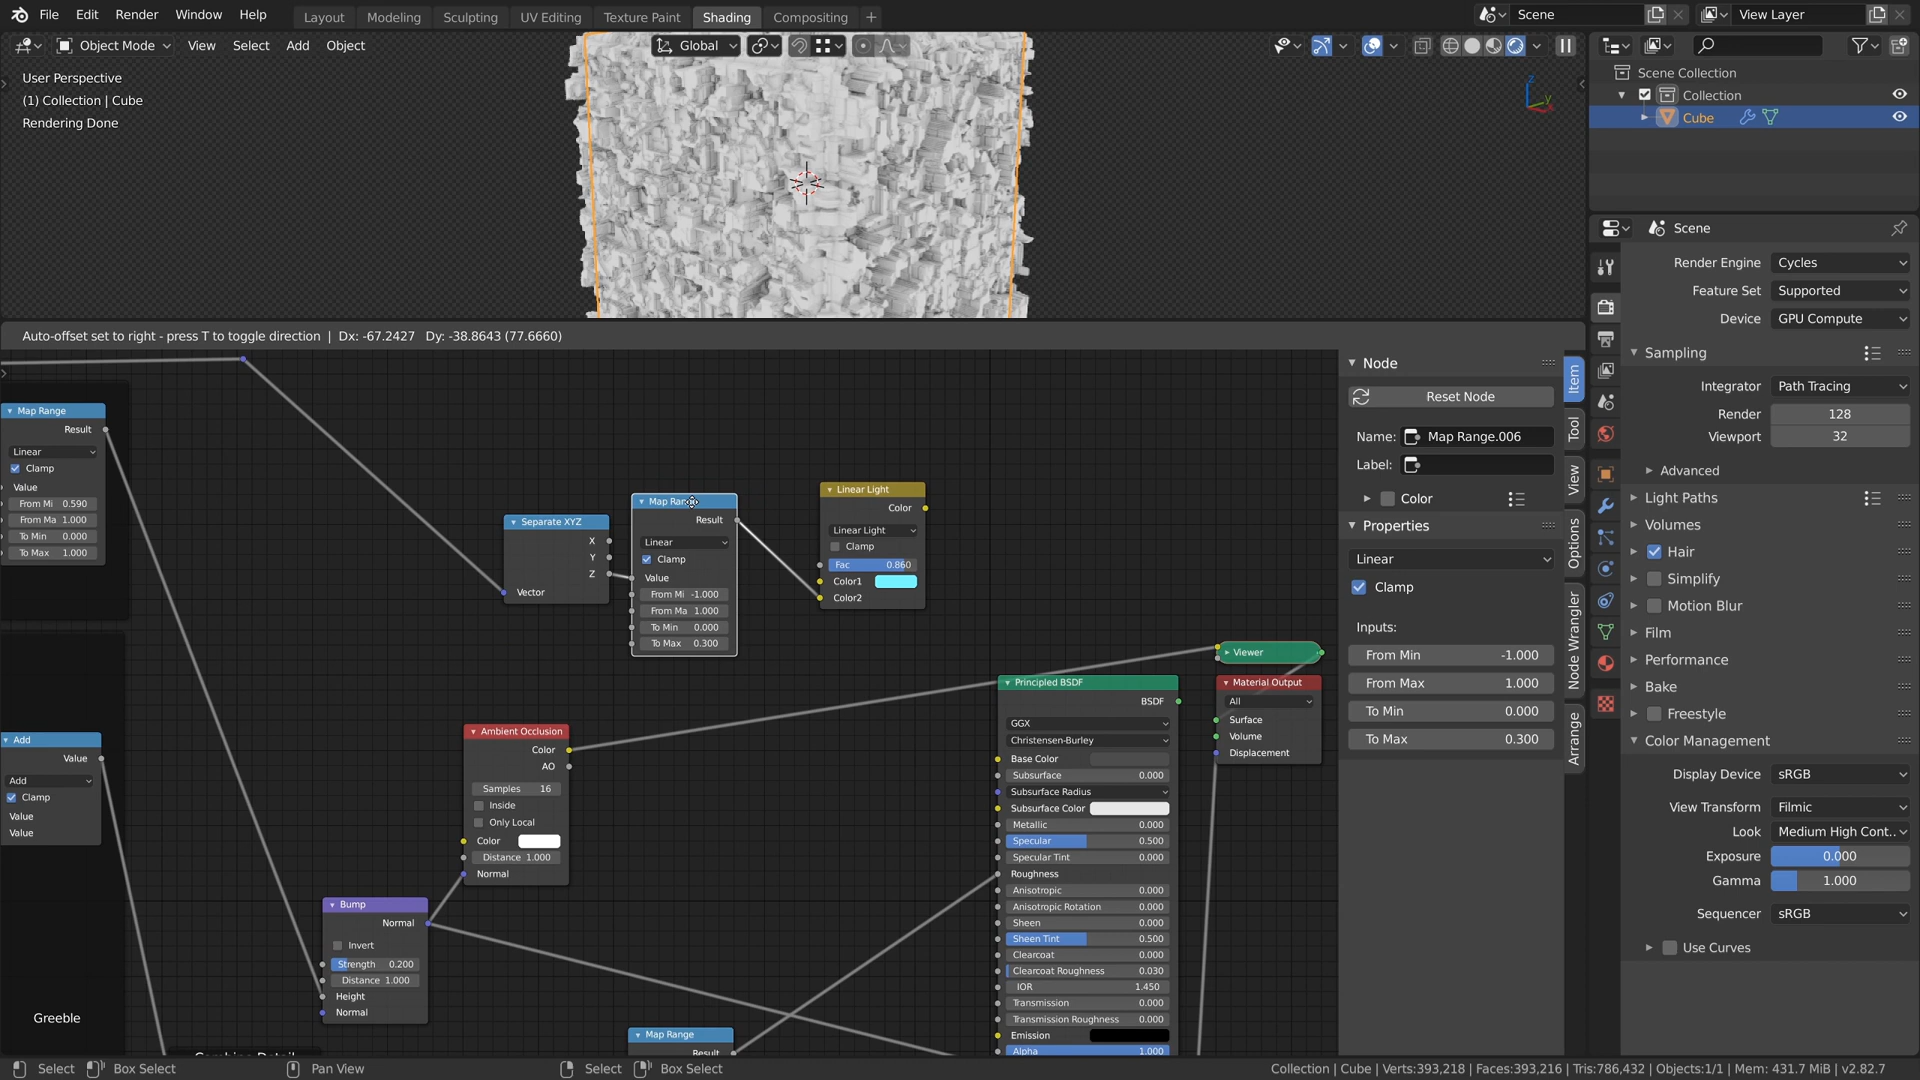 File Edit Render Window Help Layout Modeling Sculpting UV Editing Texture Paint Shading Compositing + Scene View Layer
Object Mode View Select Add Object Global
User Perspective
(1) Collection | Cube
Rendering Done
Scene Collection
Collection
Cube
Auto-offset set to right - press T to toggle direction | Dx: -67.2427 Dy: -38.8643 (77.6660)
Map Range
Result
Linear
Clamp
Value
From Mi 0.590
From Ma 1.000
To Min 0.000
To Max 1.000
Separate XYZ
X
Y
Z
Vector
Map Ran
Result
Linear
Clamp
Value
From Mi -1.000
From Ma 1.000
To Min 0.000
To Max 0.300
Linear Light
Color
Linear Light
Clamp
Fac 0.860
Color1
Color2
Add
Value
Add
Clamp
Value
Value
Ambient Occlusion
Color
AO
Samples 16
Inside
Only Local
Color
Distance 1.000
Normal
Bump
Normal
Invert
Strength 0.200
Distance 1.000
Height
Normal
Greeble
Map Range
Result
Viewer
Principled BSDF
BSDF
GGX
Christensen-Burley
Base Color
Subsurface 0.000
Subsurface Radius
Subsurface Color
Metallic 0.000
Specular 0.500
Specular Tint 0.000
Roughness
Anisotropic 0.000
Anisotropic Rotation 0.000
Sheen 0.000
Sheen Tint 0.500
Clearcoat 0.000
Clearcoat Roughness 0.030
IOR 1.450
Transmission 0.000
Transmission Roughness 0.000
Emission
Alpha 1.000
Material Output
All
Surface
Volume
Displacement
Node
Reset Node
Name: Map Range.006
Label:
Color
Properties
Linear
Clamp
Inputs:
From Min -1.000
From Max 1.000
To Min 0.000
To Max 0.300
Item
Tool
View
Options
Node Wrangler
Arrange
Scene
Render Engine Cycles
Feature Set Supported
Device GPU Compute
Sampling
Integrator Path Tracing
Render 128
Viewport 32
Advanced
Light Paths
Volumes
Hair
Simplify
Motion Blur
Film
Performance
Bake
Freestyle
Color Management
Display Device sRGB
View Transform Filmic
Look Medium High Cont..
Exposure 0.000
Gamma 1.000
Sequencer sRGB
Use Curves
Select Box Select Pan View Select Box Select Collection | Cube | Verts:393,218 | Faces:393,216 | Tris:786,432 | Objects:1/1 | Mem: 431.7 MiB | v2.82.7